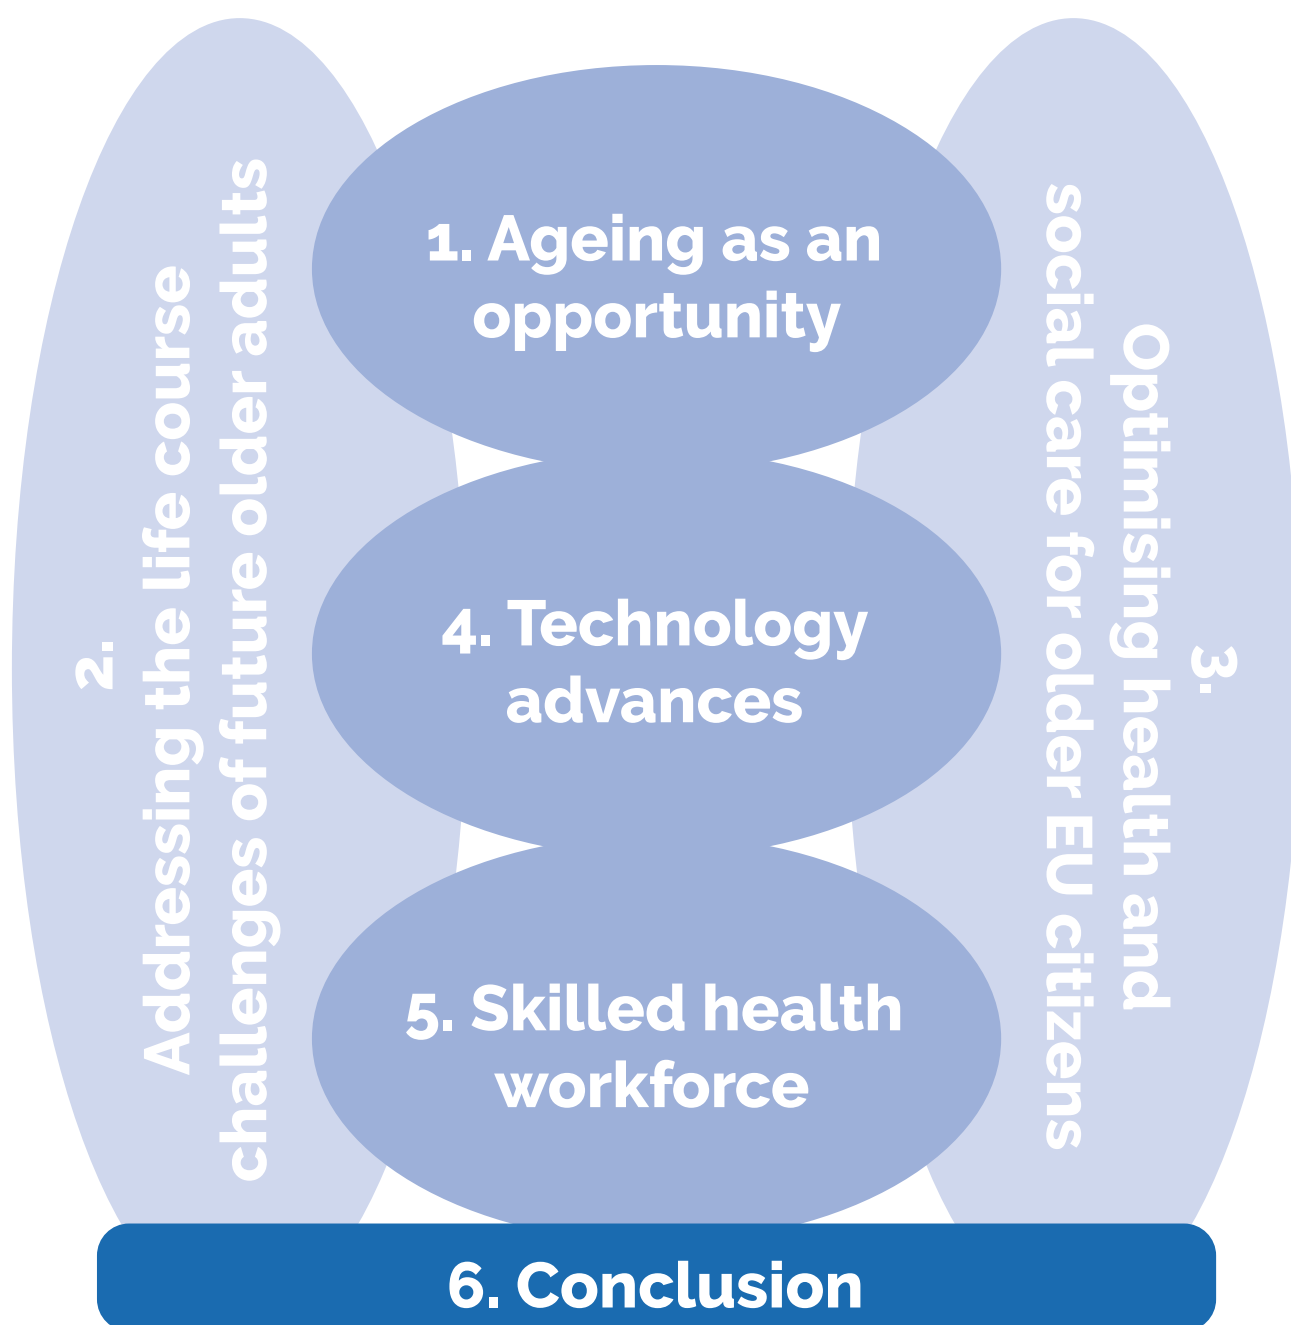 1. Ageing as an
opportunity
2.
Addressing the life course
challenges of future older adults
3.
Optimising health and
social care for older EU citizens
4. Technology
advances
5. Skilled health
workforce
6. Conclusion